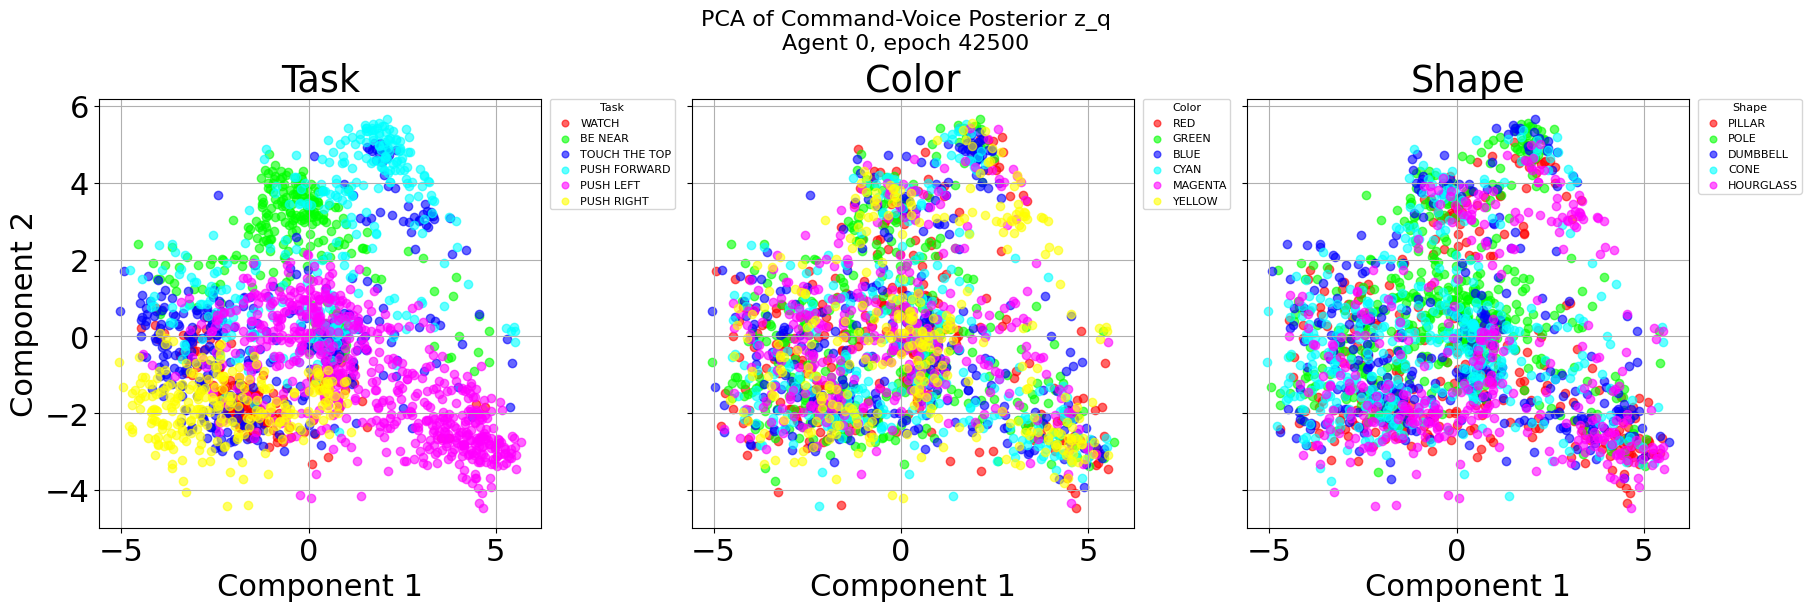 PCA of Command-Voice Posterior z_q
Agent 0, epoch 42500
Task
Color
Shape
6
4
2
0
−2
−4
Component 2
−5
0
5
Component 1
Task
WATCH
BE NEAR
TOUCH THE TOP
PUSH FORWARD
PUSH LEFT
PUSH RIGHT
−5
0
5
Component 1
Color
RED
GREEN
BLUE
CYAN
MAGENTA
YELLOW
−5
0
5
Component 1
Shape
PILLAR
POLE
DUMBBELL
CONE
HOURGLASS